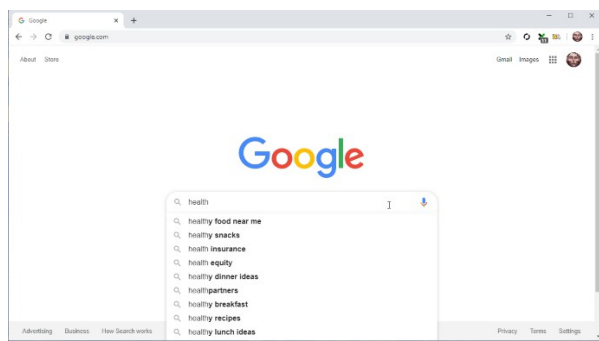 Google
google.com
About Store
Gmail Images
Google
health
healthy food near me
healthy snacks
health insurance
health equity
healthy dinner ideas
healthpartners
healthy breakfast
healthy recipes
healthy lunch ideas
Advertising Business How Search works
Privacy Terms Settings